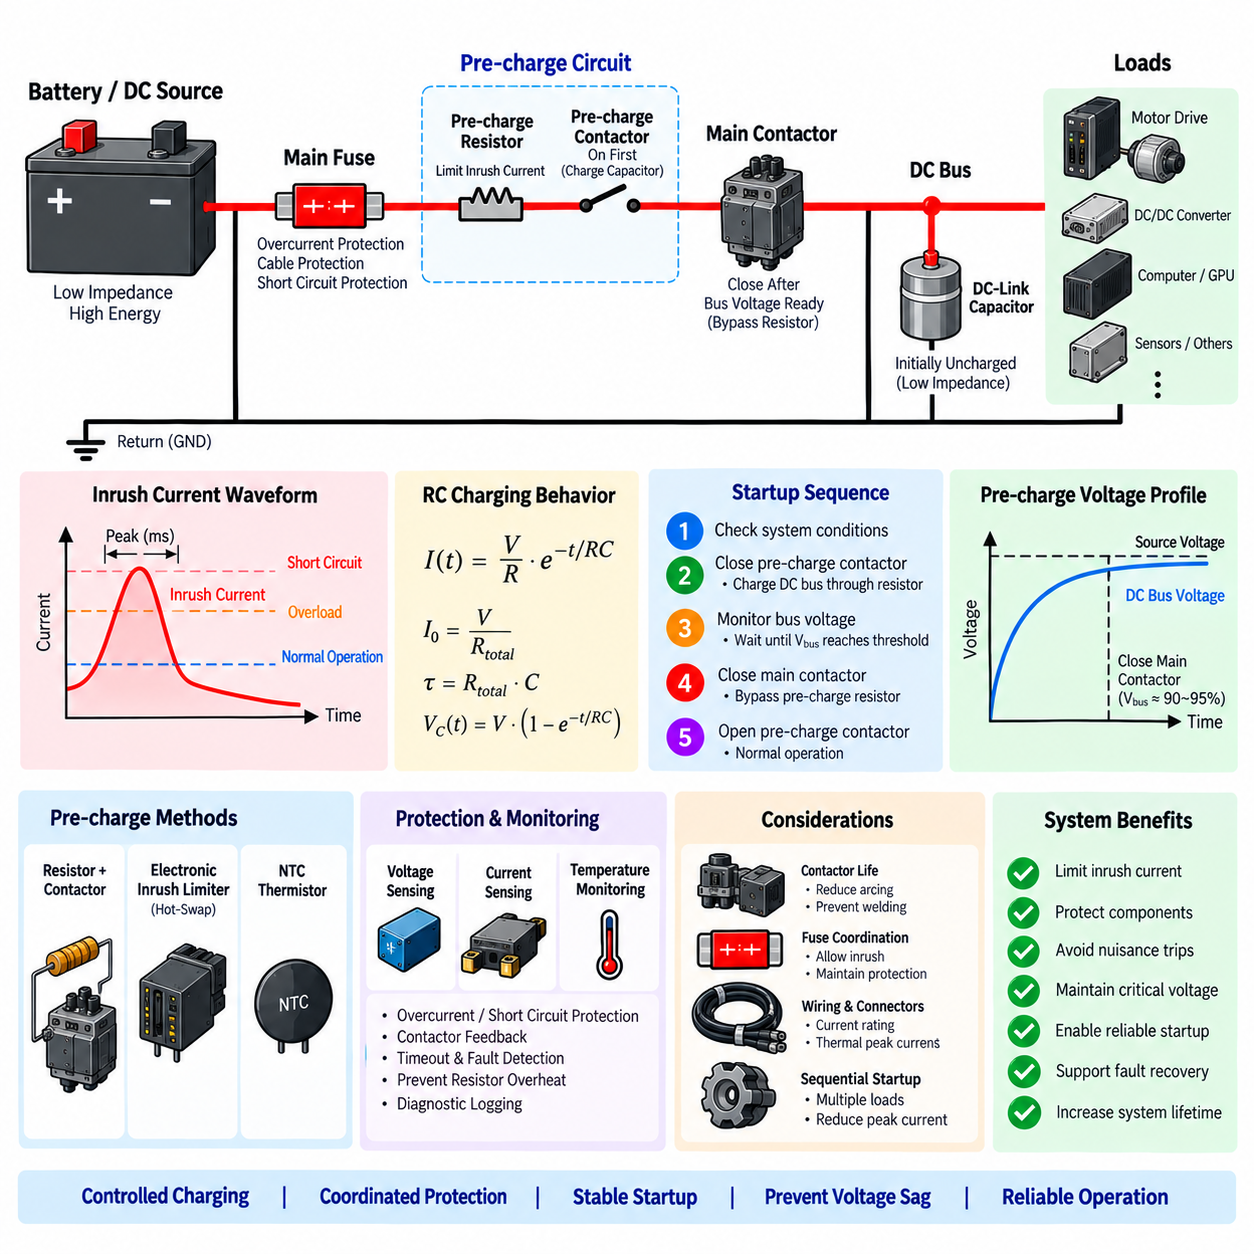 Pre-charge Circuit
Loads
Battery / DC Source
+ −
Low Impedance
High Energy
Main Fuse
Overcurrent Protection
Cable Protection
Short Circuit Protection
Pre-charge
Resistor
Limit Inrush Current
Pre-charge
Contactor
On First
(Charge Capacitor)
Main Contactor
Close After
Bus Voltage Ready
(Bypass Resistor)
DC Bus
DC-Link
Capacitor
Initially Uncharged
(Low Impedance)
Motor Drive
DC/DC Converter
Computer / GPU
Sensors / Others
Return (GND)
Inrush Current Waveform
Peak (ms)
Short Circuit
Inrush Current
Overload
Normal Operation
Current
Time
RC Charging Behavior
I(t) = V/R · e^{-t/RC}
I₀ = V/R_{total}
τ = R_{total} · C
V_C(t) = V · (1 − e^{-t/RC})
Startup Sequence
1 Check system conditions
2 Close pre-charge contactor
• Charge DC bus through resistor
3 Monitor bus voltage
• Wait until V_{bus} reaches threshold
4 Close main contactor
• Bypass pre-charge resistor
5 Open pre-charge contactor
• Normal operation
Pre-charge Voltage Profile
Source Voltage
DC Bus Voltage
Close Main
Contactor
(V_{bus} ≈ 90~95%)
Voltage
Time
Pre-charge Methods
Resistor +
Contactor
Electronic
Inrush Limiter
(Hot-Swap)
NTC
Thermistor
NTC
Protection & Monitoring
Voltage
Sensing
Current
Sensing
Temperature
Monitoring
• Overcurrent / Short Circuit Protection
• Contactor Feedback
• Timeout & Fault Detection
• Prevent Resistor Overheat
• Diagnostic Logging
Considerations
Contactor Life
• Reduce arcing
• Prevent welding
Fuse Coordination
• Allow inrush
• Maintain protection
Wiring & Connectors
• Current rating
• Thermal peak currents
Sequential Startup
• Multiple loads
• Reduce peak current
System Benefits
Limit inrush current
Protect components
Avoid nuisance trips
Maintain critical voltage
Enable reliable startup
Support fault recovery
Increase system lifetime
Controlled Charging | Coordinated Protection | Stable Startup | Prevent Voltage Sag | Reliable Operation